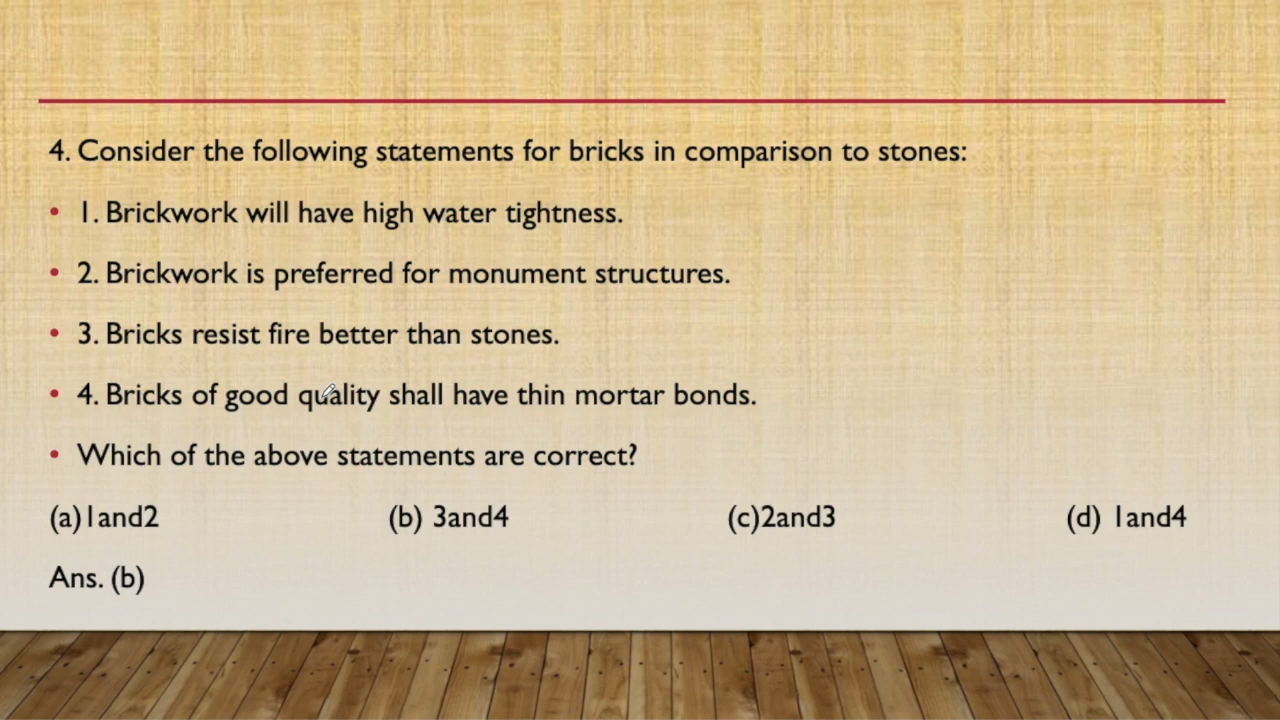 4. Consider the following statements for bricks in comparison to stones:
• 1. Brickwork will have high water tightness.
• 2. Brickwork is preferred for monument structures.
• 3. Bricks resist fire better than stones.
• 4. Bricks of good quality shall have thin mortar bonds.
• Which of the above statements are correct?
(a)1and2 (b) 3and4 (c)2and3 (d) 1and4
Ans. (b)